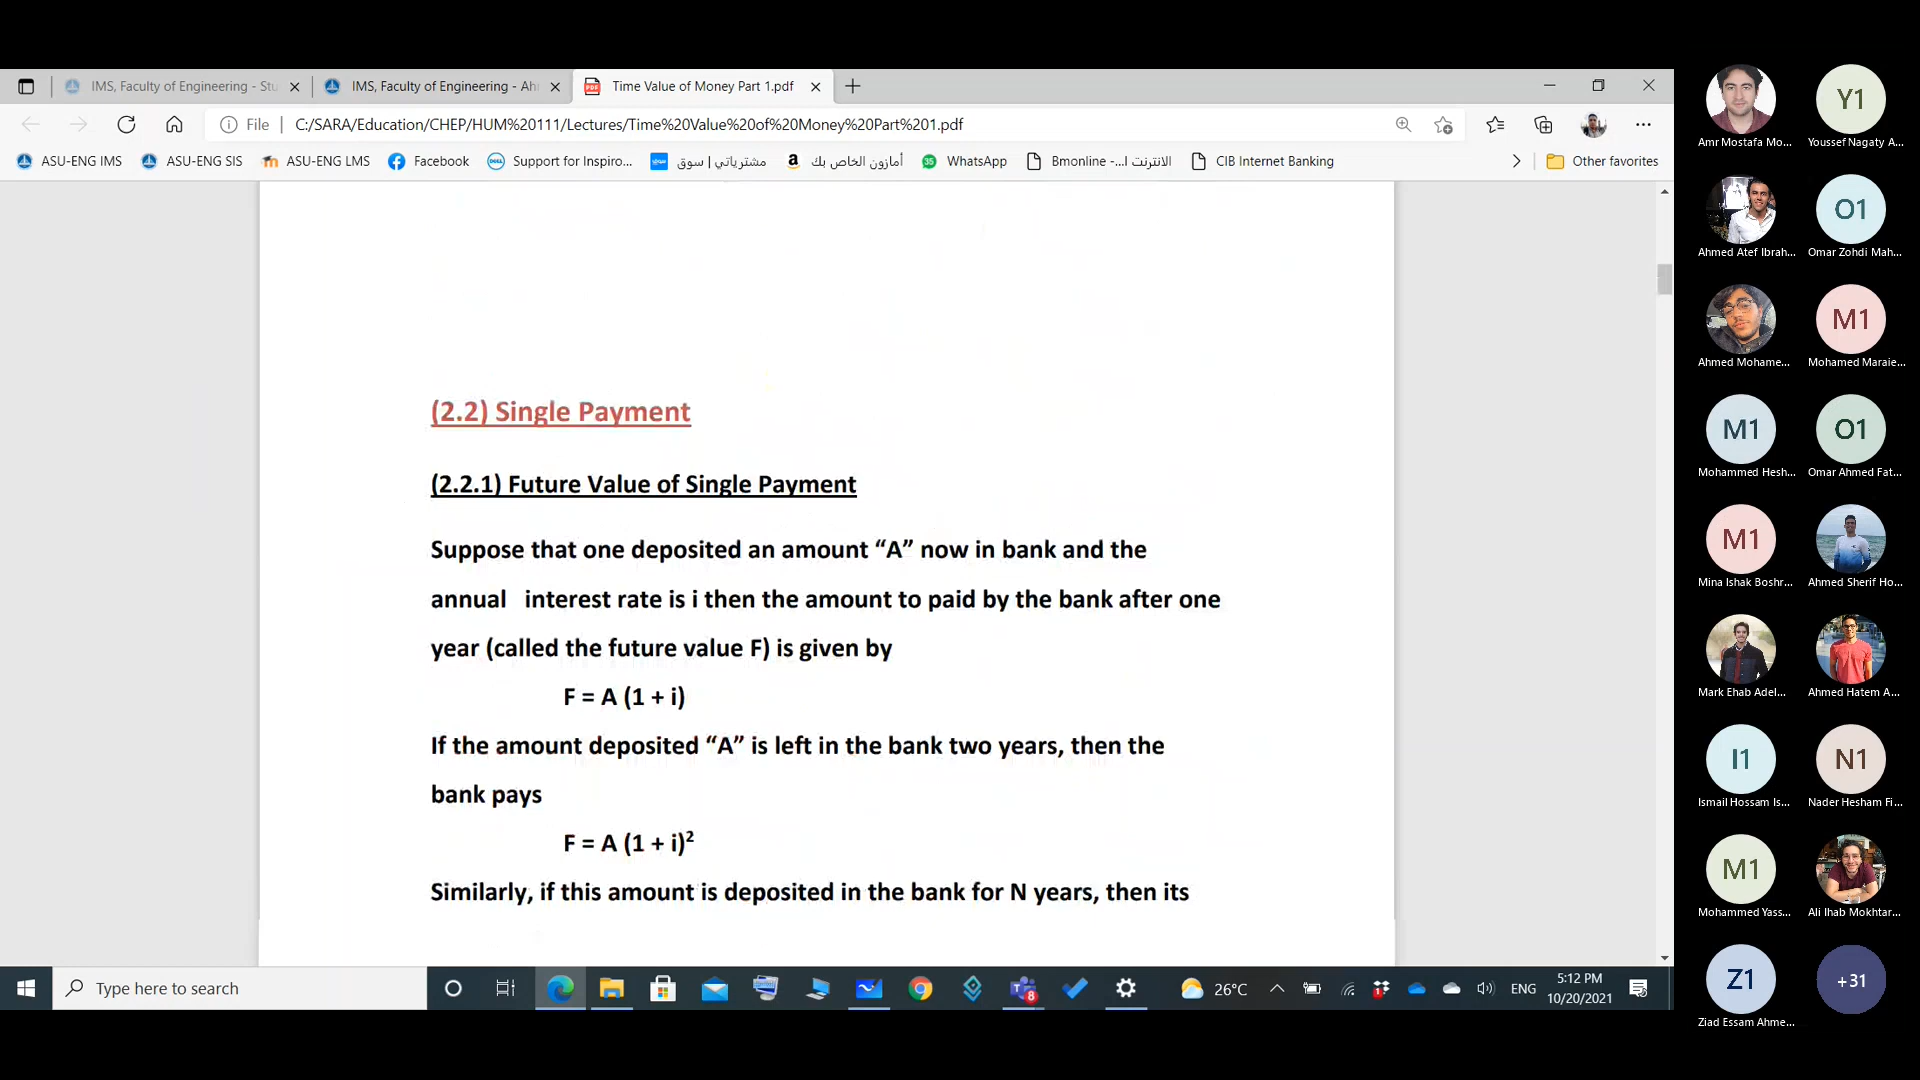 IMS, Faculty of Engineering - Stu
IMS, Faculty of Engineering - Ah
Time Value of Money Part 1.pdf
File
C:/SARA/Education/CHEP/HUM%20111/Lectures/Time%20Value%20of%20Money%20Part%201.pdf
ASU-ENG IMS
ASU-ENG SIS
ASU-ENG LMS
Facebook
Support for Inspiro...
مشترياتي | سوق
أمازون الخاص بك
WhatsApp
Bmonline -...الانترنت ا
CIB Internet Banking
Other favorites
(2.2) Single Payment
(2.2.1) Future Value of Single Payment
Suppose that one deposited an amount “A” now in bank and the
annual interest rate is i then the amount to paid by the bank after one
year (called the future value F) is given by
F = A (1 + i)
If the amount deposited “A” is left in the bank two years, then the
bank pays
F = A (1 + i)²
Similarly, if this amount is deposited in the bank for N years, then its
Type here to search
26°C
ENG
5:12 PM
10/20/2021
Amr Mostafa Mo...
Y1
Youssef Nagaty A...
Ahmed Atef Ibrah...
O1
Omar Zohdi Mah...
Ahmed Mohame...
M1
Mohamed Maraie...
M1
Mohammed Hesh...
O1
Omar Ahmed Fat...
M1
Mina Ishak Boshr...
Ahmed Sherif Ho...
Mark Ehab Adel...
Ahmed Hatem A...
I1
Ismail Hossam Is...
N1
Nader Hesham Fi...
M1
Mohammed Yass...
Ali Ihab Mokhtar...
Z1
Ziad Essam Ahme...
+31